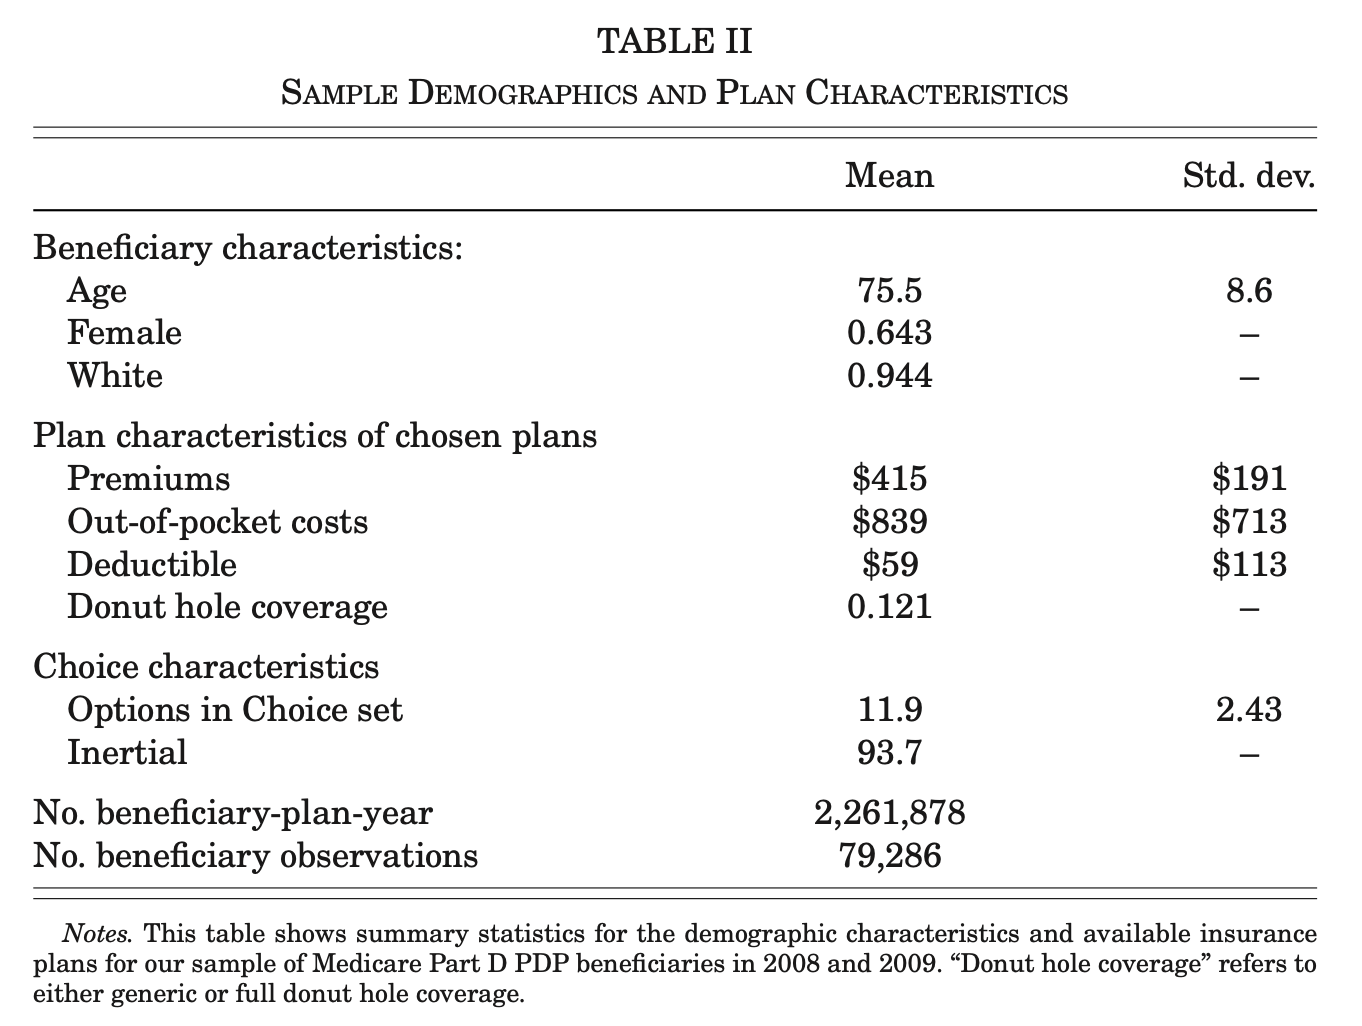 TABLE II
SAMPLE DEMOGRAPHICS AND PLAN CHARACTERISTICS
Mean Std. dev.
Beneficiary characteristics:
Age 75.5 8.6
Female 0.643 –
White 0.944 –
Plan characteristics of chosen plans
Premiums $415 $191
Out-of-pocket costs $839 $713
Deductible $59 $113
Donut hole coverage 0.121 –
Choice characteristics
Options in Choice set 11.9 2.43
Inertial 93.7 –
No. beneficiary-plan-year 2,261,878
No. beneficiary observations 79,286
Notes. This table shows summary statistics for the demographic characteristics and available insurance
plans for our sample of Medicare Part D PDP beneficiaries in 2008 and 2009. “Donut hole coverage” refers to
either generic or full donut hole coverage.